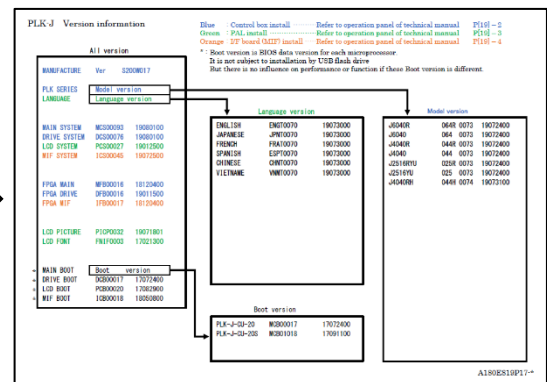 PLK-J Version information
Blue : Control box install ······ Refer to operation panel of technical manual P[19] – 2
Green : PAL install ······ Refer to operation panel of technical manual P[19] – 3
Orange : I/F board (MIF) install ······ Refer to operation panel of technical manual P[19] – 4
* : Boot version is BIOS data version for each microprocessor.
It is not subject to installation by USB flash drive
But there is no influence on performance or function if these Boot version is different.
All version
MANUFACTURE Ver S20OW017
PLK SERIES Model version
LANGUAGE Language version
MAIN SYSTEM MCS00093 19080100
DRIVE SYSTEM DCS00076 19080100
LCD SYSTEM PCS00027 19012500
MIF SYSTEM ICS00045 19072500
FPGA MAIN MFB00016 18120400
FPGA DRIVE DFB00016 19011500
FPGA MIF IFB00017 18120400
LCD PICTURE PICP0032 19071801
LCD FONT FNIF0003 17021300
* MAIN BOOT Boot version
* DRIVE BOOT DCB00017 17072400
* LCD BOOT PCB00020 17082900
* MIF BOOT ICB00018 18050800
Language version
ENGLISH ENGT0070 19073000
JAPANESE JPNT0070 19073000
FRENCH FRAT0070 19073000
SPANISH ESPT0070 19073000
CHINESE CHNT0070 19073000
VIETNAME VNMT0070 19073000
Model version
J6040R 064R 0073 19072400
J6040 064 0073 19072400
J4040R 044R 0073 19072400
J4040 044 0073 19072400
J2516RYU 025R 0073 19072400
J2516YU 025 0073 19072400
J4040RH 044H 0074 19073100
Boot version
PLK-J-CU-20 MCB00017 17072400
PLK-J-CU-20S MCB01018 17091100
A180ES19P17-*